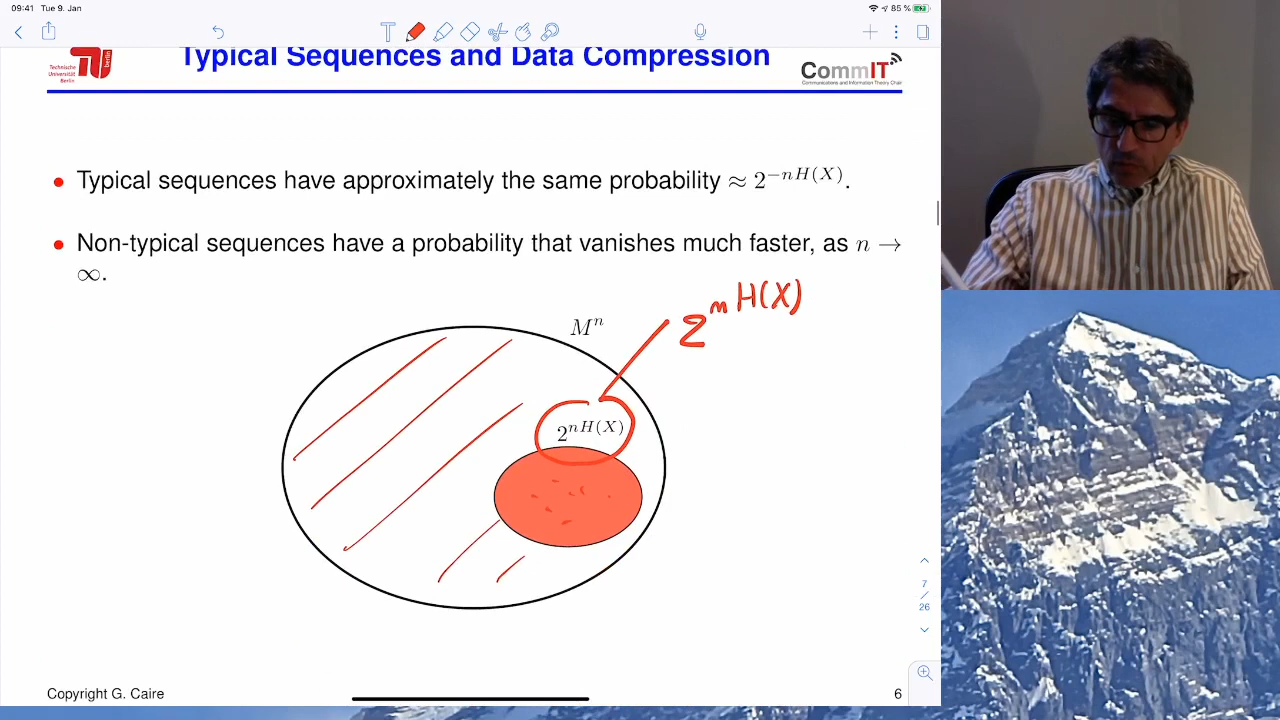 09:41 Tue 9. Jan
85 %
Technische
Universität
Berlin
Typical Sequences and Data Compression
CommIT
Communications and Information Theory Chair
• Typical sequences have approximately the same probability ≈ 2^{−nH(X)}.
• Non-typical sequences have a probability that vanishes much faster, as n →
∞.
M^n
2^{nH(X)}
2^{nH(X)}
7
/
26
Copyright G. Caire
6